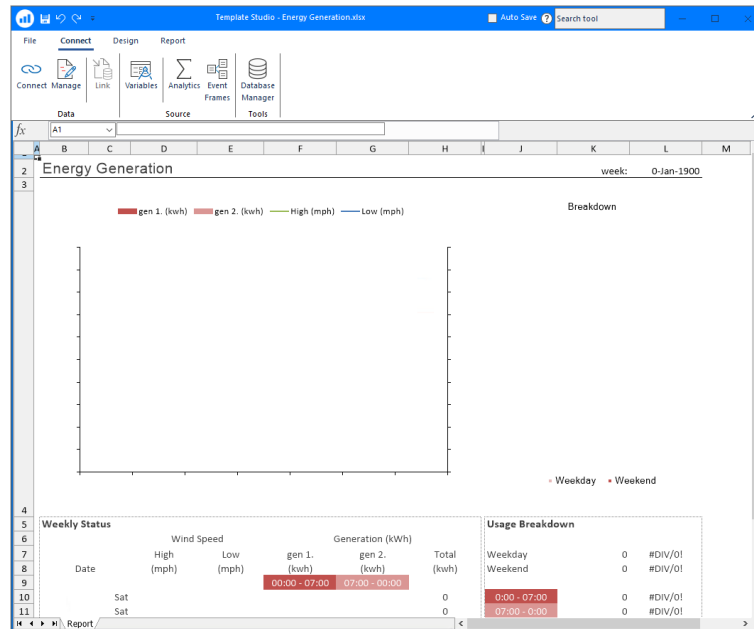 Template Studio - Energy Generation.xlsx
Auto Save
?
Search tool
File Connect Design Report
Connect Manage Link Variables Analytics Event Frames Database Manager
Data Source Tools
fx A1
A B C D E F G H I J K L M
2 Energy Generation week: 0-Jan-1900
3
gen 1. (kwh) gen 2. (kwh) High (mph) Low (mph) Breakdown
Weekday Weekend
4
5 Weekly Status Usage Breakdown
6 Wind Speed Generation (kWh)
7 High Low gen 1. gen 2. Total Weekday 0 #DIV/0!
8 Date (mph) (mph) (kwh) (kwh) (kwh) Weekend 0 #DIV/0!
9 00:00 - 07:00 07:00 - 00:00
10 Sat 0 0:00 - 07:00 0 #DIV/0!
11 Sat 0 07:00 - 0:00 0 #DIV/0!
Report